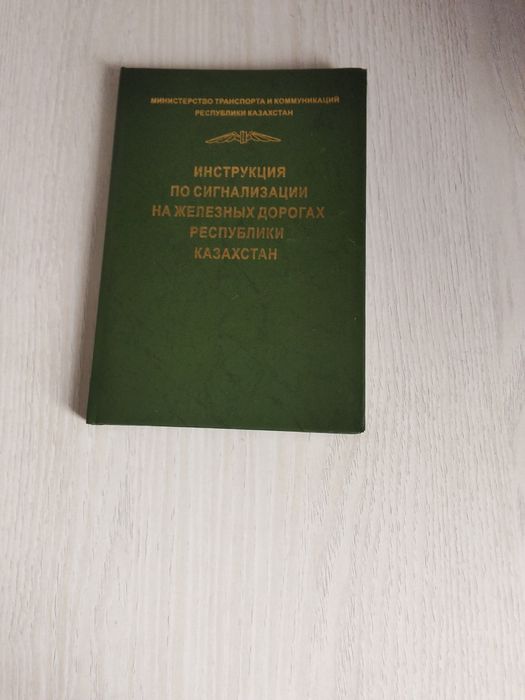 МИНИСТЕРСТВО ТРАНСПОРТА И КОММУНИКАЦИЙ
РЕСПУБЛИКИ КАЗАХСТАН
ИНСТРУКЦИЯ
ПО СИГНАЛИЗАЦИИ
НА ЖЕЛЕЗНЫХ ДОРОГАХ
РЕСПУБЛИКИ
КАЗАХСТАН